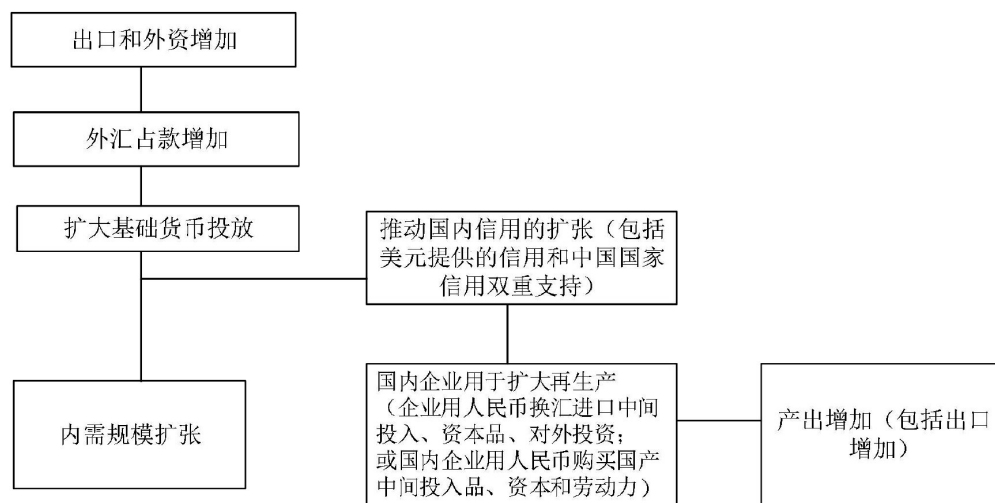 出口和外资增加
外汇占款增加
扩大基础货币投放
推动国内信用的扩张（包括
美元提供的信用和中国国家
信用双重支持）
内需规模扩张
国内企业用于扩大再生产
（企业用人民币换汇进口中间
投入、资本品、对外投资；
或国内企业用人民币购买国产
中间投入品、资本和劳动力）
产出增加（包括出口
增加）